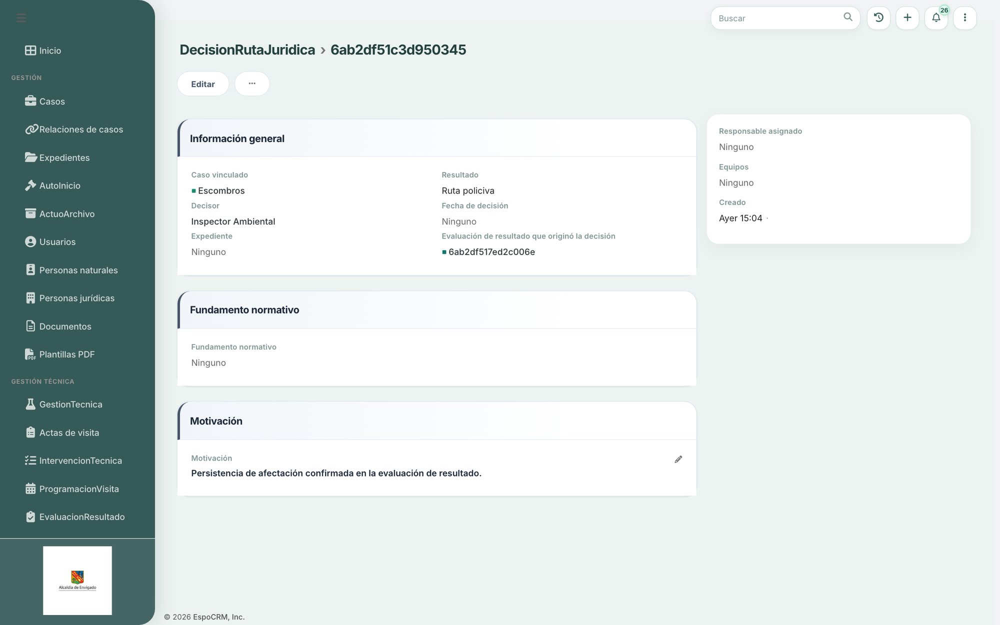 Inicio
GESTIÓN
Casos
Relaciones de casos
Expedientes
AutoInicio
ActuoArchivo
Usuarios
Personas naturales
Personas jurídicas
Documentos
Plantillas PDF
GESTIÓN TÉCNICA
GestionTecnica
Actas de visita
IntervencionTecnica
ProgramacionVisita
EvaluacionResultado
Alcaldía de Envigado
Buscar
26
DecisionRutaJuridica › 6ab2df51c3d950345
Editar
Información general
Caso vinculado
Escombros
Resultado
Ruta policiva
Decisor
Inspector Ambiental
Fecha de decisión
Ninguno
Expediente
Ninguno
Evaluación de resultado que originó la decisión
6ab2df517ed2c006e
Fundamento normativo
Fundamento normativo
Ninguno
Motivación
Motivación
Persistencia de afectación confirmada en la evaluación de resultado.
Responsable asignado
Ninguno
Equipos
Ninguno
Creado
Ayer 15:04 ·
© 2026 EspoCRM, Inc.